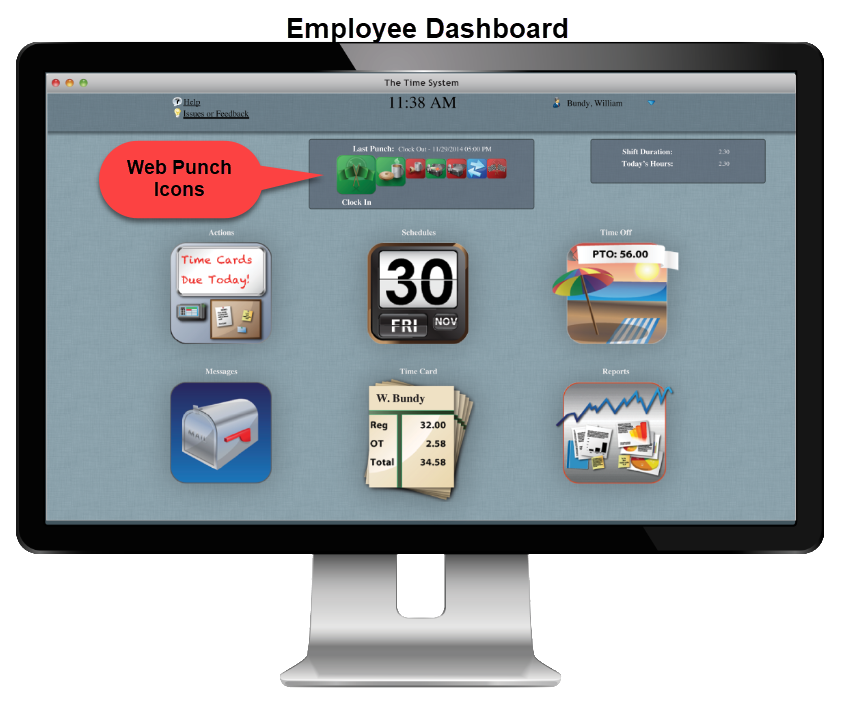 Employee Dashboard
The Time System
Help
11:38 AM
Bundy, William
Issues or Feedback
Last Punch: Clock Out - 11/29/2014 05:00 PM
Shift Duration: 2.30
Today's Hours: 2.30
Web Punch
Icons
Clock In
Actions
Schedules
Time Off
Time Cards
Due Today!
30
FRI
NOV
PTO: 56.00
Messages
Time Card
Reports
MAIL
W. Bundy
Reg 32.00
OT 2.58
Total 34.58